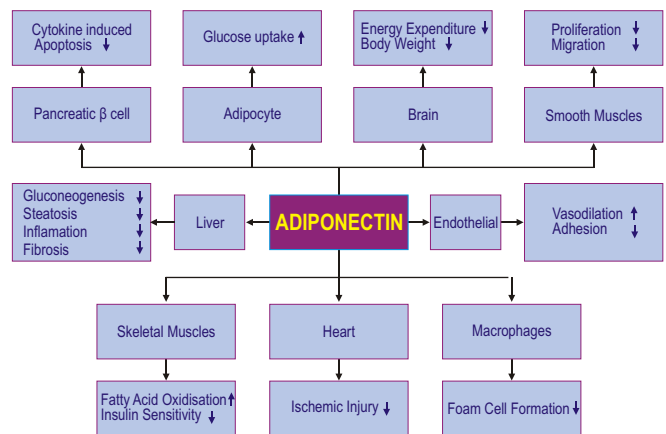 Cytokine induced
Apoptosis ↓
Glucose uptake ↑
Energy Expenditure ↓
Body Weight ↓
Proliferation ↓
Migration ↓
Pancreatic β cell
Adipocyte
Brain
Smooth Muscles
Gluconeogenesis ↓
Steatosis ↓
Inflamation ↓
Fibrosis ↓
Liver
ADIPONECTIN
Endothelial
Vasodilation ↑
Adhesion ↓
Skeletal Muscles
Heart
Macrophages
Fatty Acid Oxidisation ↑
Insulin Sensitivity ↓
Ischemic Injury ↓
Foam Cell Formation ↓